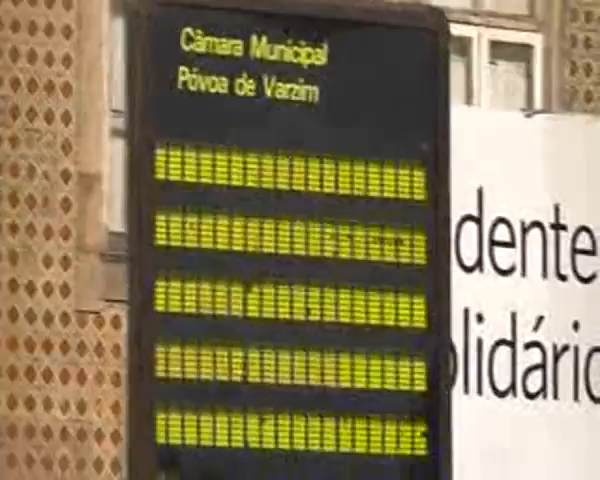 Câmara Municipal
Póvoa de Varzim
dente
olidário